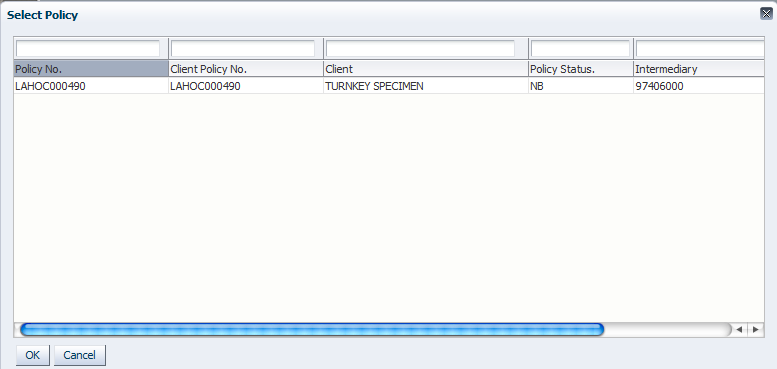 Select Policy
Policy No. Client Policy No. Client Policy Status. Intermediary
LAHOC000490 LAHOC000490 TURNKEY SPECIMEN NB 97406000
OK Cancel